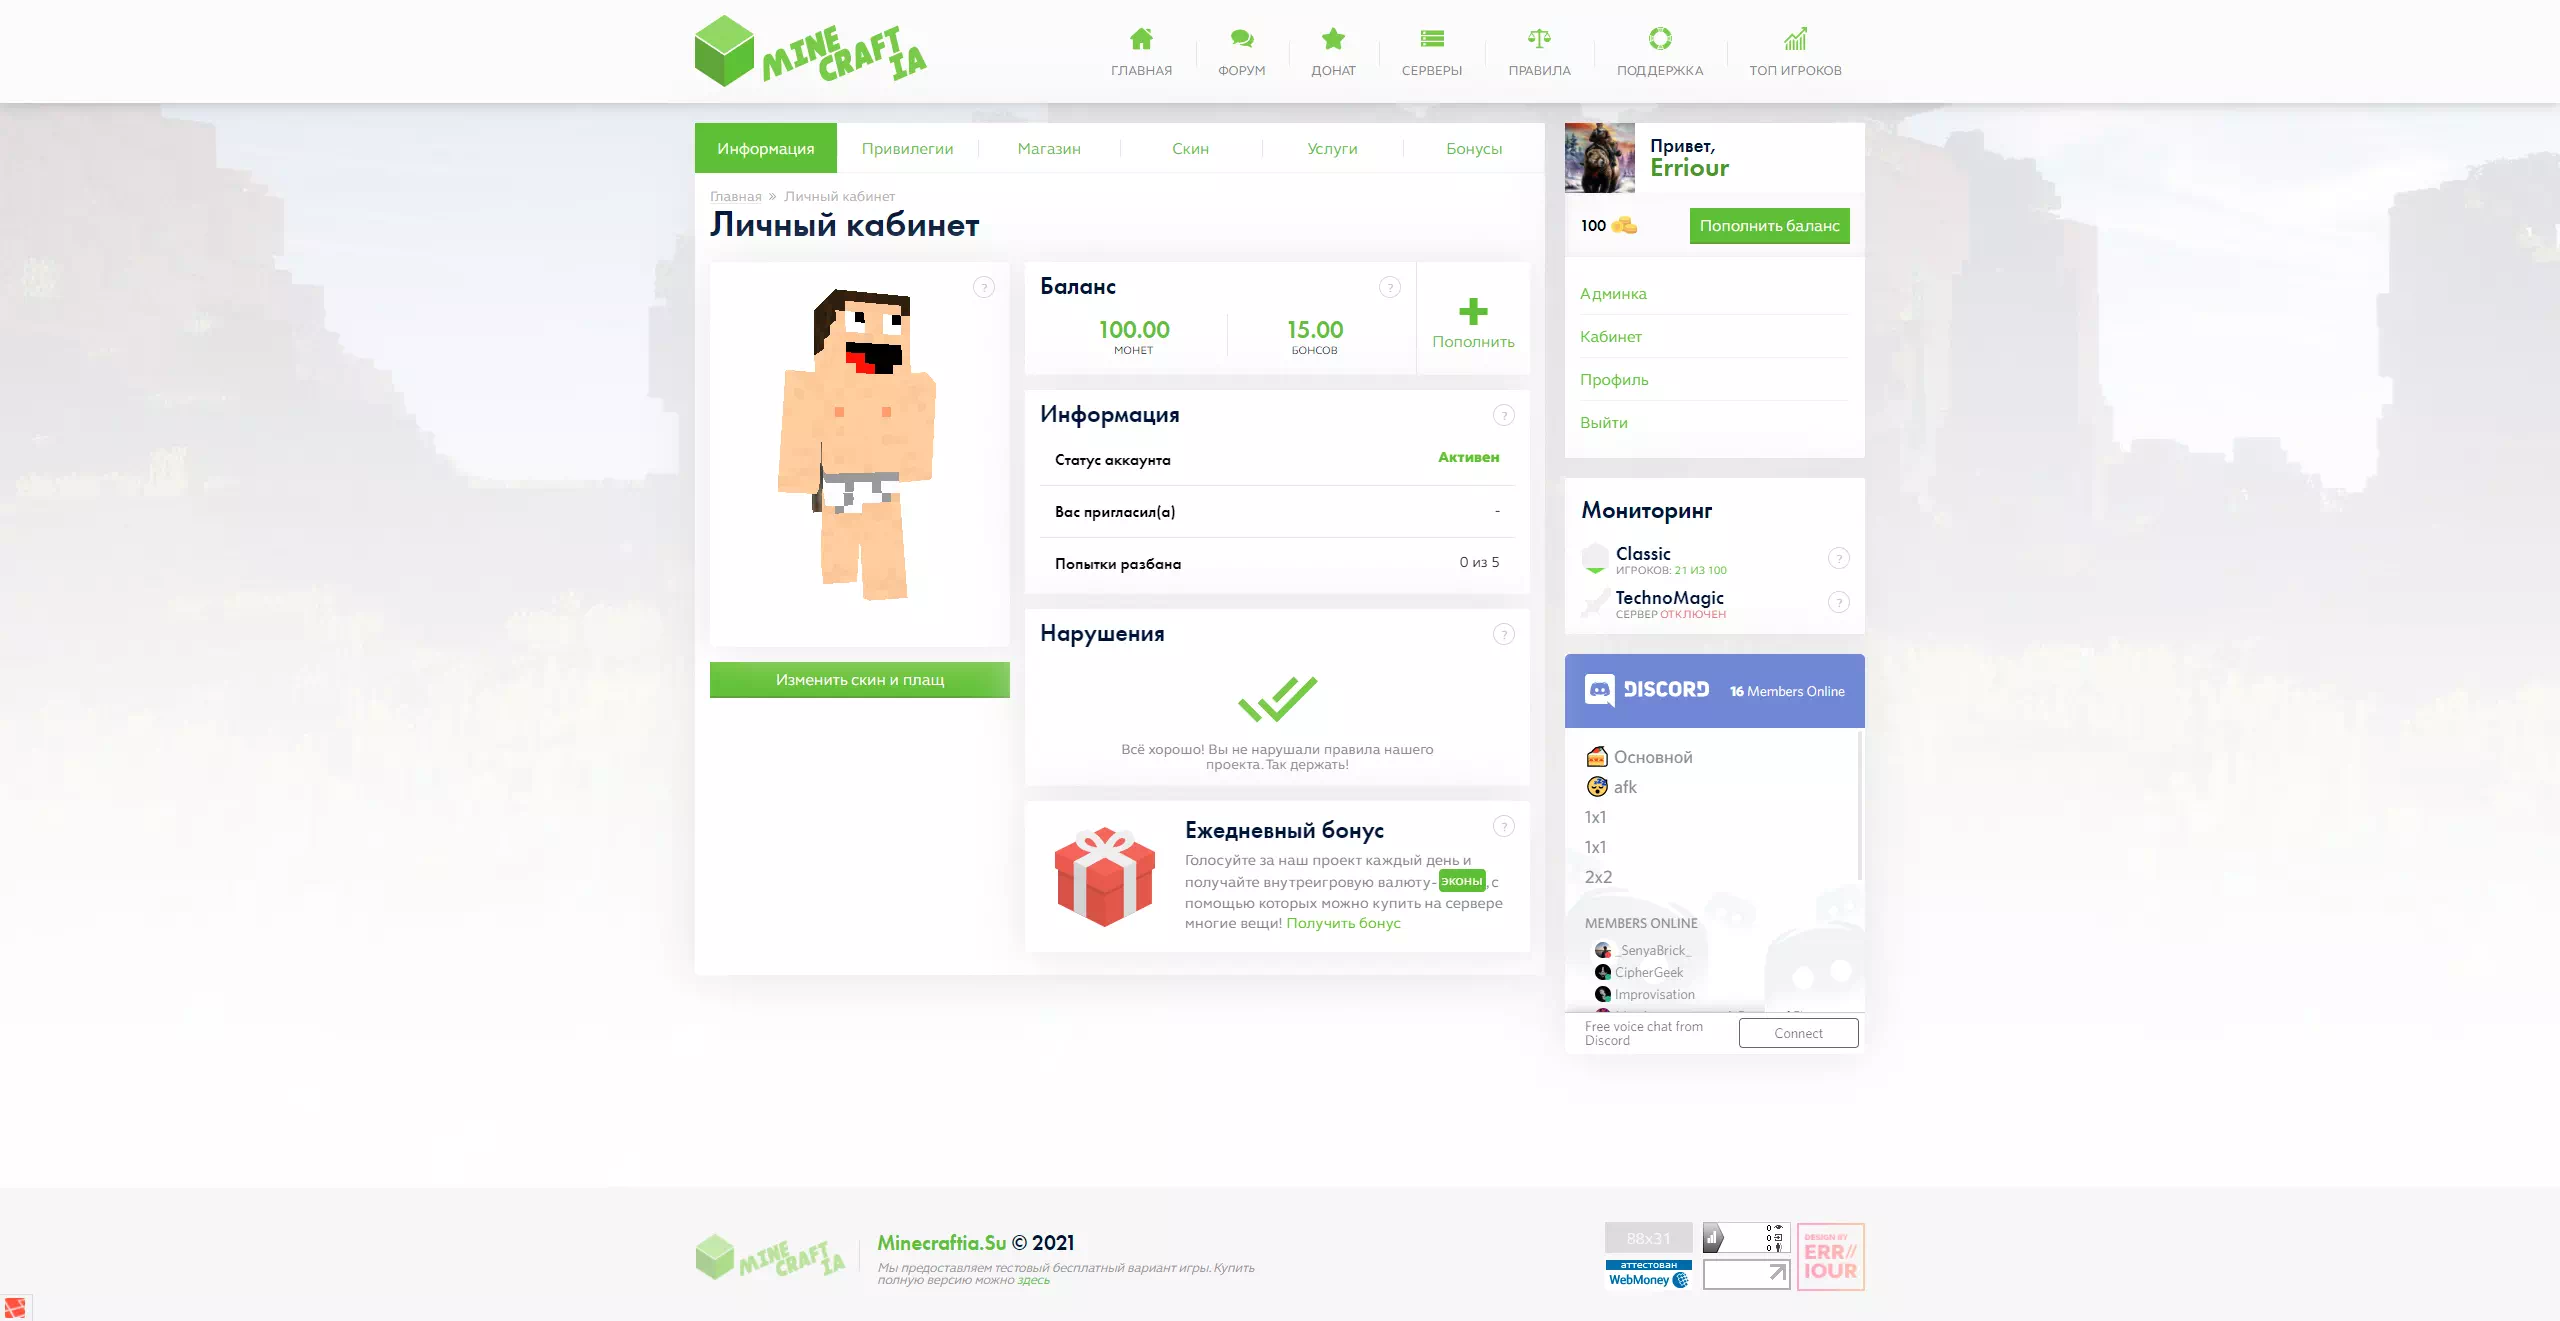 MINE CRAFT IA
ГЛАВНАЯ
ФОРУМ
ДОНАТ
СЕРВЕРЫ
ПРАВИЛА
ПОДДЕРЖКА
ТОП ИГРОКОВ
Информация
Привилегии
Магазин
Скин
Услуги
Бонусы
Главная » Личный кабинет
Личный кабинет
?
Изменить скин и плащ
Баланс
?
100.00
МОНЕТ
15.00
БОНСОВ
Пополнить
Информация
?
Статус аккаунта
Активен
Вас пригласил(а)
-
Попытки разбана
0 из 5
Нарушения
?
Всё хорошо! Вы не нарушали правила нашего
проекта. Так держать!
Ежедневный бонус
?
Голосуйте за наш проект каждый день и
получайте внутреигровую валюту- эконы, с
помощью которых можно купить на сервере
многие вещи! Получить бонус
Привет,
Erriour
100
Пополнить баланс
Админка
Кабинет
Профиль
Выйти
Мониторинг
Classic
ИГРОКОВ: 21 ИЗ 100
?
TechnoMagic
СЕРВЕР ОТКЛЮЧЕН
?
DISCORD
16 Members Online
Основной
afk
1x1
1x1
2x2
MEMBERS ONLINE
_SenyaBrick_
CipherGeek
Improvisation
Free voice chat from
Discord
Connect
MINE CRAFT IA
Minecraftia.Su © 2021
Мы предоставляем тестовый бесплатный вариант игры. Купить
полную версию можно здесь
88x31
0
0
0
аттестован
WebMoney
DESIGN BY
ERR//
IOUR